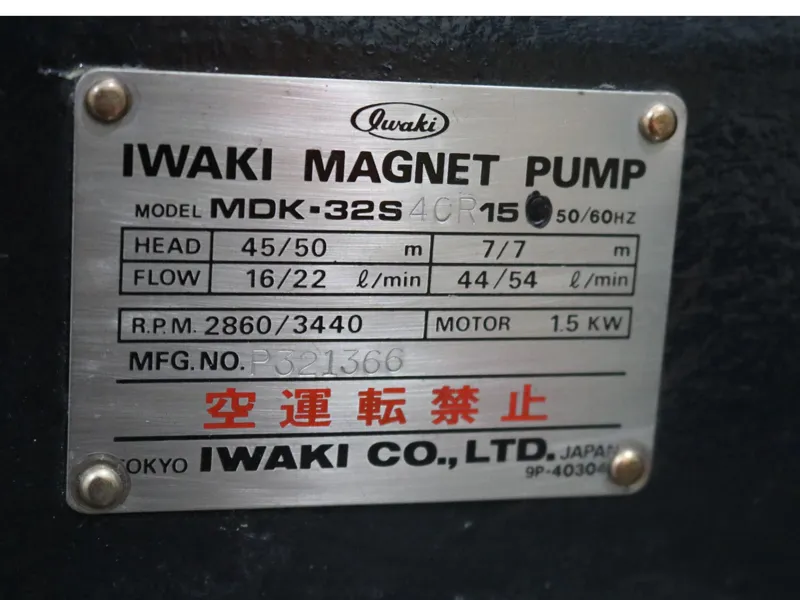 Iwaki
IWAKI MAGNET PUMP
MODEL MDK-32S4CR15 50/60HZ
HEAD 45/50 m 7/7 m
FLOW 16/22 ℓ/min 44/54 ℓ/min
R.P.M. 2860/3440 MOTOR 1.5 KW
MFG.NO. P321366
空運転禁止
TOKYO IWAKI CO., LTD. JAPAN